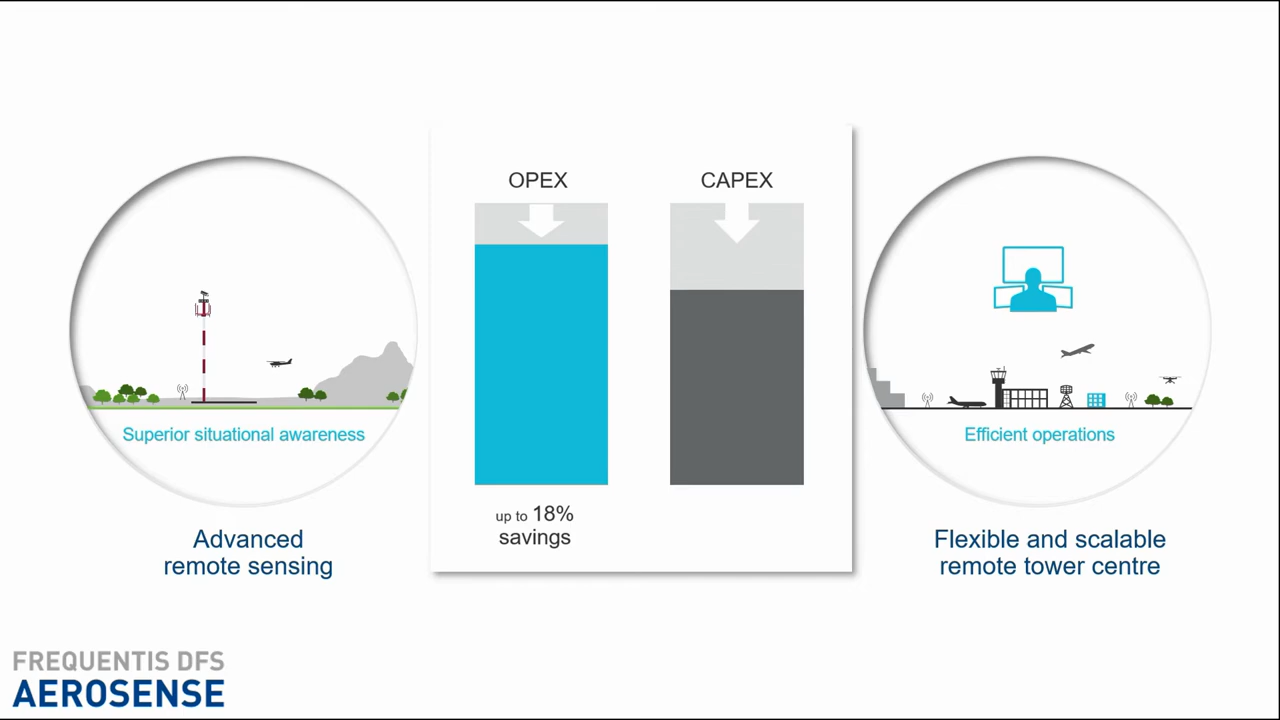 OPEX
CAPEX
up to 18%
savings
Superior situational awareness
Advanced
remote sensing
Efficient operations
Flexible and scalable
remote tower centre
FREQUENTIS DFS
AEROSENSE